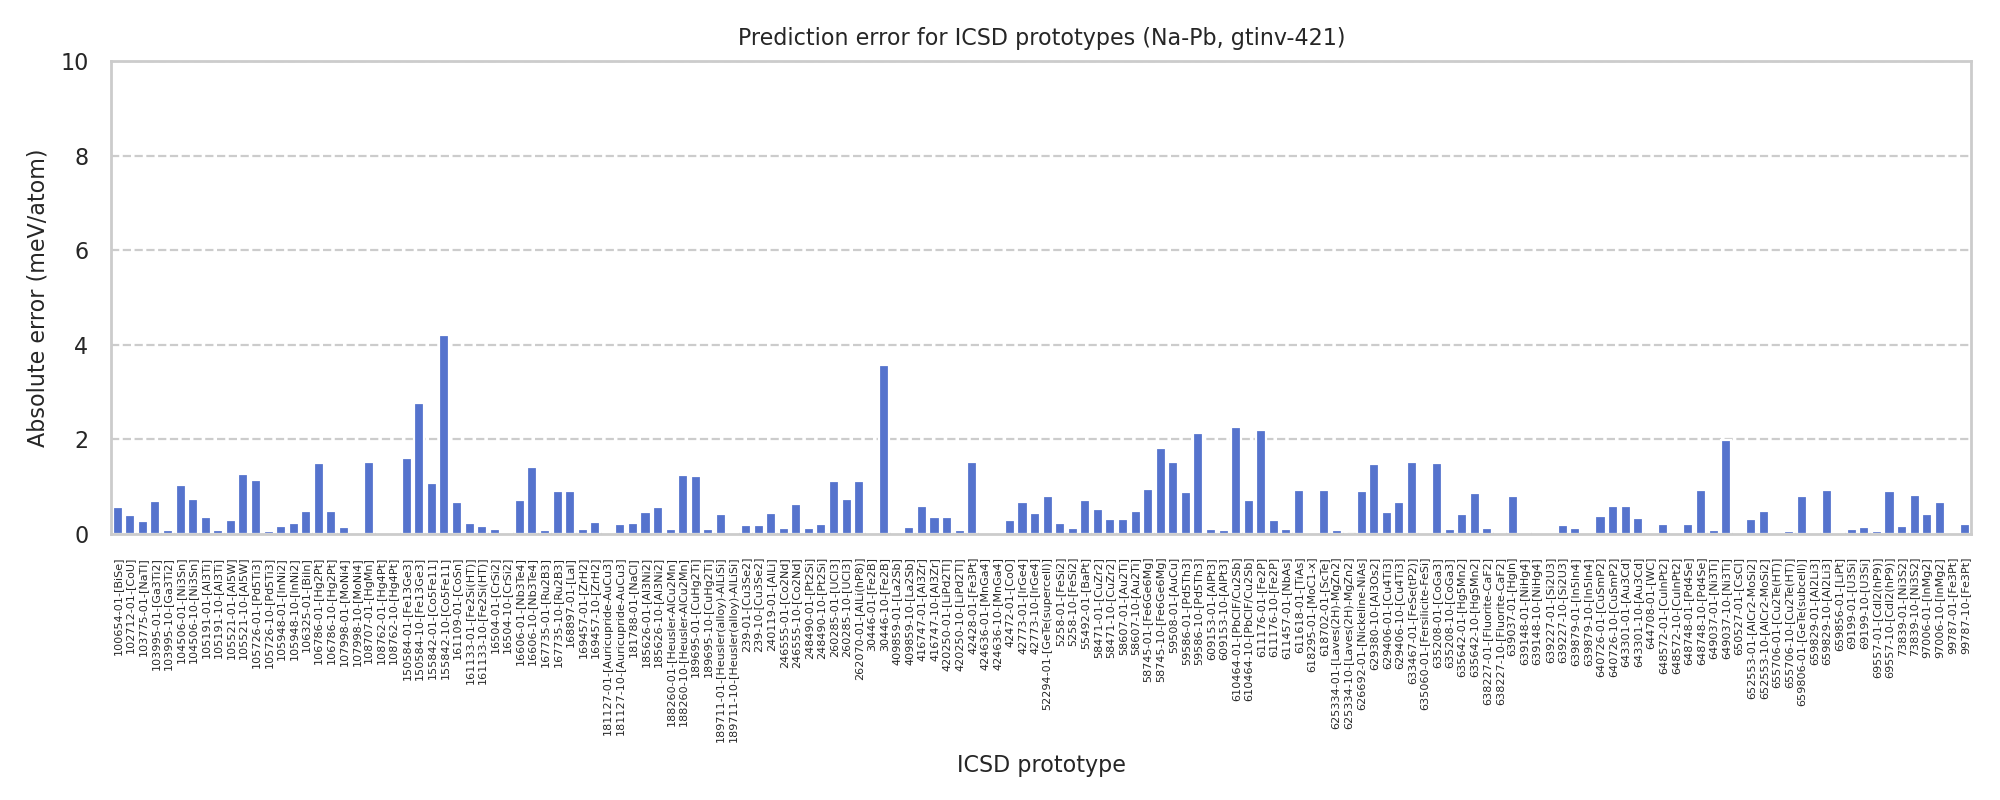 Prediction error for ICSD prototypes (Na-Pb, gtinv-421)
Absolute error (meV/atom)
10
8
6
4
2
0
100654-01-[BiSe]
102712-01-[CoU]
103775-01-[NaTl]
103995-01-[Ga3Ti2]
103995-10-[Ga3Ti2]
104506-01-[Ni3Sn]
104506-10-[Ni3Sn]
105191-01-[Al3Ti]
105191-10-[Al3Ti]
105521-01-[Al5W]
105521-10-[Al5W]
105726-01-[Pd5Ti3]
105726-10-[Pd5Ti3]
105948-01-[InNi2]
105948-10-[InNi2]
106325-01-[BiIn]
106786-01-[Hg2Pt]
106786-10-[Hg2Pt]
107998-01-[MoNi4]
107998-10-[MoNi4]
108707-01-[HgMn]
108762-01-[Hg4Pt]
108762-10-[Hg4Pt]
150584-01-[Fe13Ge3]
150584-10-[Fe13Ge3]
155842-01-[Co5Fe11]
155842-10-[Co5Fe11]
161109-01-[CoSn]
161133-01-[Fe2Si(HT)]
161133-10-[Fe2Si(HT)]
16504-01-[CrSi2]
16504-10-[CrSi2]
16606-01-[Nb3Te4]
16606-10-[Nb3Te4]
167735-01-[Ru2B3]
167735-10-[Ru2B3]
168897-01-[LaI]
169457-01-[ZrH2]
169457-10-[ZrH2]
181127-01-[Auricupride-AuCu3]
181127-10-[Auricupride-AuCu3]
181788-01-[NaCl]
185626-01-[Al3Ni2]
185626-10-[Al3Ni2]
188260-01-[Heusler-AlCu2Mn]
188260-10-[Heusler-AlCu2Mn]
189695-01-[CuHg2Ti]
189695-10-[CuHg2Ti]
189711-01-[Heusler(alloy)-AlLiSi]
189711-10-[Heusler(alloy)-AlLiSi]
239-01-[Cu3Se2]
239-10-[Cu3Se2]
240119-01-[AlLi]
246555-01-[Co2Nd]
246555-10-[Co2Nd]
248490-01-[Pt2Si]
248490-10-[Pt2Si]
260285-01-[UCl3]
260285-10-[UCl3]
262070-01-[AlLi(hP8)]
30446-01-[Fe2B]
30446-10-[Fe2B]
409859-01-[La2Sb]
409859-10-[La2Sb]
416747-01-[Al3Zr]
416747-10-[Al3Zr]
420250-01-[LiPd2Tl]
420250-10-[LiPd2Tl]
42428-01-[Fe3Pt]
424636-01-[MnGa4]
424636-10-[MnGa4]
42472-01-[CoO]
42773-01-[IrGe4]
42773-10-[IrGe4]
52294-01-[GeTe(supercell)]
5258-01-[FeSi2]
5258-10-[FeSi2]
55492-01-[BaPt]
58471-01-[CuZr2]
58471-10-[CuZr2]
58607-01-[Au2Ti]
58607-10-[Au2Ti]
58745-01-[Fe6Ge6Mg]
58745-10-[Fe6Ge6Mg]
59508-01-[AuCu]
59586-01-[Pd5Th3]
59586-10-[Pd5Th3]
609153-01-[AlPt3]
609153-10-[AlPt3]
610464-01-[PbClF/Cu2Sb]
610464-10-[PbClF/Cu2Sb]
611176-01-[Fe2P]
611176-10-[Fe2P]
611457-01-[NbAs]
611618-01-[TiAs]
618295-01-[MoC1-x]
618702-01-[ScTe]
625334-01-[Laves(2H)-MgZn2]
625334-10-[Laves(2H)-MgZn2]
626692-01-[Nickeline-NiAs]
629380-10-[Al3Os2]
629406-01-[Cu4Ti3]
629406-10-[Cu4Ti3]
633467-01-[FeSe(tP2)]
635060-01-[Fersilicite-FeSi]
635208-01-[CoGa3]
635208-10-[CoGa3]
635642-01-[Hg5Mn2]
635642-10-[Hg5Mn2]
638227-01-[Fluorite-CaF2]
638227-10-[Fluorite-CaF2]
639037-01-[HgIn]
639148-01-[NiHg4]
639148-10-[NiHg4]
639227-01-[Si2U3]
639227-10-[Si2U3]
639879-01-[In5In4]
639879-10-[In5In4]
640726-01-[CuSmP2]
640726-10-[CuSmP2]
643301-01-[Au3Cd]
643301-10-[Au3Cd]
644708-01-[WC]
648572-01-[CuInPt2]
648572-10-[CuInPt2]
648748-01-[Pd4Se]
648748-10-[Pd4Se]
649037-01-[Ni3Ti]
649037-10-[Ni3Ti]
650527-01-[CsCl]
652553-01-[AlCr2-MoSi2]
652553-10-[AlCr2-MoSi2]
655706-01-[Cu2Te(HT)]
655706-10-[Cu2Te(HT)]
659806-01-[GeTe(subcell)]
659829-01-[Al2Li3]
659829-10-[Al2Li3]
659856-01-[LiPt]
69199-01-[U3Si]
69199-10-[U3Si]
69557-01-[CdI2(hP9)]
69557-10-[CdI2(hP9)]
73839-01-[Ni3S2]
73839-10-[Ni3S2]
97006-01-[InMg2]
97006-10-[InMg2]
99787-01-[Fe3Pt]
99787-10-[Fe3Pt]
ICSD prototype